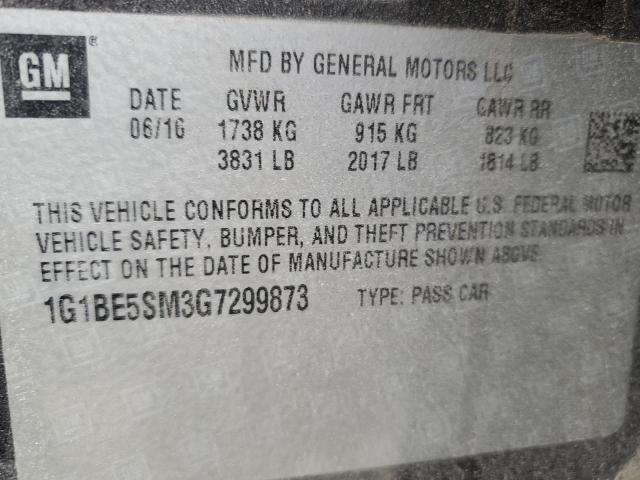 GM ® MFD BY GENERAL MOTORS LLC
DATE GVWR GAWR FRT GAWR RR
06/16 1738 KG 915 KG 823 KG
3831 LB 2017 LB 1814 LB
THIS VEHICLE CONFORMS TO ALL APPLICABLE U.S. FEDERAL MOTOR
VEHICLE SAFETY, BUMPER, AND THEFT PREVENTION STANDARDS IN
EFFECT ON THE DATE OF MANUFACTURE SHOWN ABOVE
1G1BE5SM3G7299873 TYPE: PASS CAR